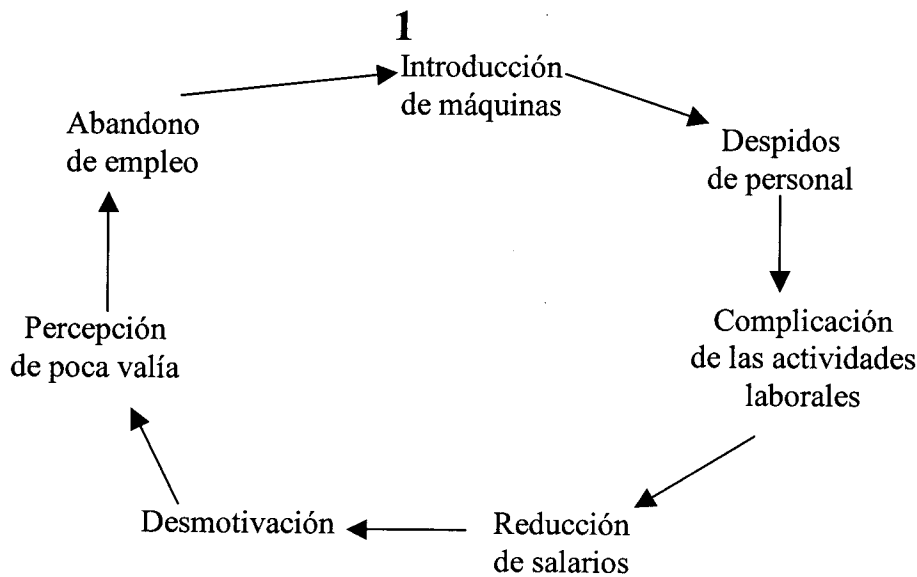 1
Introducción
de máquinas
Despidos
de personal
Complicación
de las actividades
laborales
Reducción
de salarios
Desmotivación
Percepción
de poca valía
Abandono
de empleo